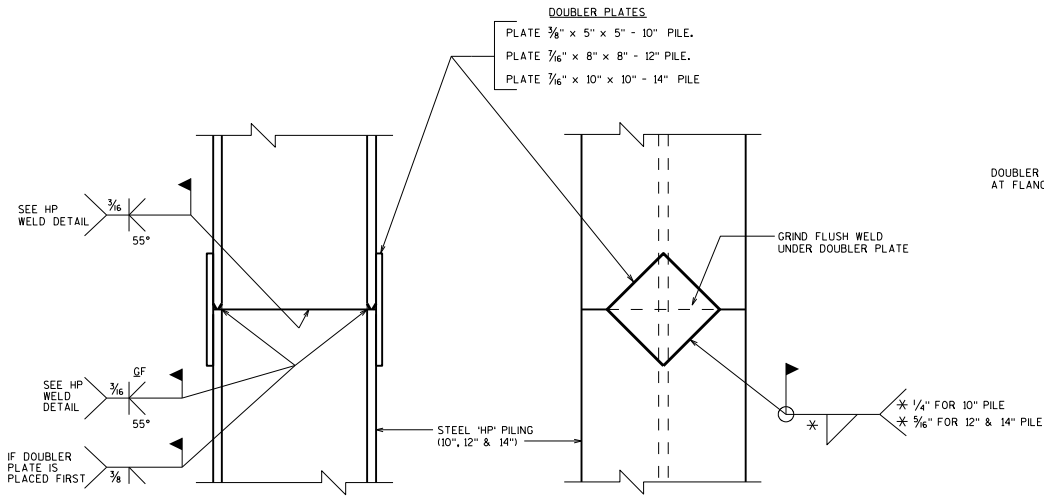 DOUBLER PLATES
PLATE 3/8" x 5" x 5" - 10" PILE.
PLATE 7/16" x 8" x 8" - 12" PILE.
PLATE 7/16" x 10" x 10" - 14" PILE
DOUBLER
AT FLANC
SEE HP
WELD DETAIL
3/16
55°
GRIND FLUSH WELD
UNDER DOUBLER PLATE
SEE HP
WELD
DETAIL
3/16
GF
55°
IF DOUBLER
PLATE IS
PLACED FIRST
3/8
STEEL 'HP' PILING
(10", 12" & 14")
*
* 1/4" FOR 10" PILE
* 5/16" FOR 12" & 14" PILE